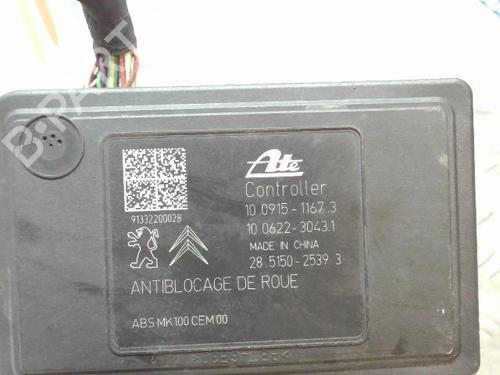 B-PARTS
Ate
Controller
10.0915-1167.3
10.0622-3043.1
MADE IN CHINA
28.5150-2539.3
91332200028
ANTIBLOCAGE DE ROUE
ABS MK100 CEM 00